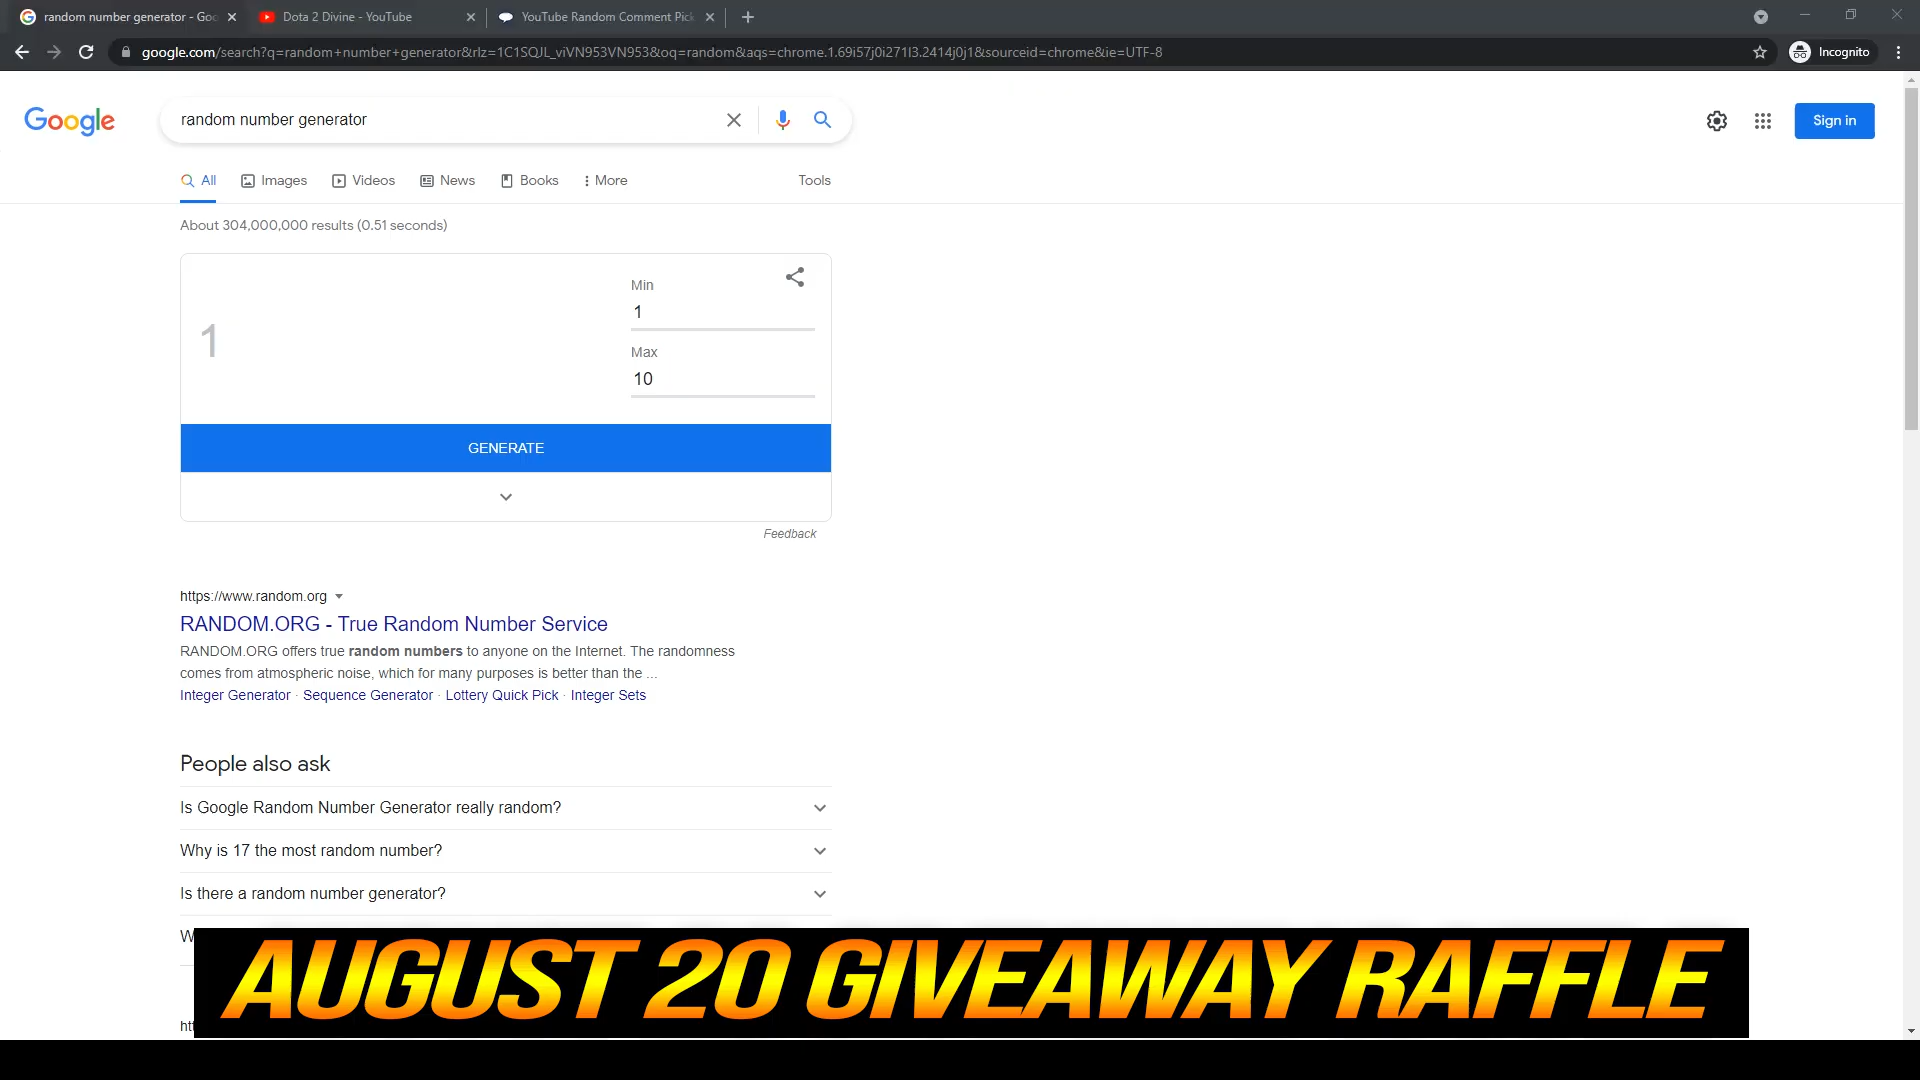 random number generator - Goo
Dota 2 Divine - YouTube
YouTube Random Comment Pick
google.com/search?q=random+number+generator&rlz=1C1SQJL_viVN953VN953&oq=random&aqs=chrome.1.69i57j0i271l3.2414j0j1&sourceid=chrome&ie=UTF-8
Incognito
Google
random number generator
Sign in
All
Images
Videos
News
Books
More
Tools
About 304,000,000 results (0.51 seconds)
Min
1
1
Max
10
GENERATE
Feedback
https://www.random.org
RANDOM.ORG - True Random Number Service
RANDOM.ORG offers true random numbers to anyone on the Internet. The randomness
comes from atmospheric noise, which for many purposes is better than the ...
Integer Generator · Sequence Generator · Lottery Quick Pick · Integer Sets
People also ask
Is Google Random Number Generator really random?
Why is 17 the most random number?
Is there a random number generator?
AUGUST 20 GIVEAWAY RAFFLE